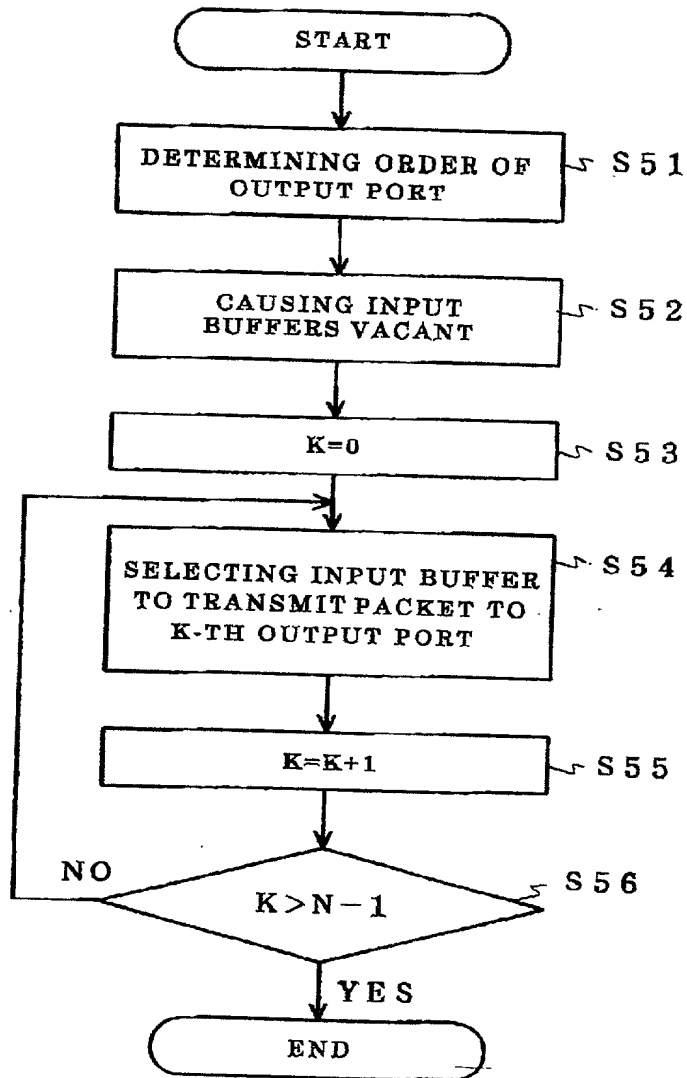 START
DETERMINING ORDER OF
OUTPUT PORT
S51
CAUSING INPUT
BUFFERS VACANT
S52
K=0
S53
SELECTING INPUT BUFFER
TO TRANSMIT PACKET TO
K-TH OUTPUT PORT
S54
K=K+1
S55
NO
K>N-1
S56
YES
END